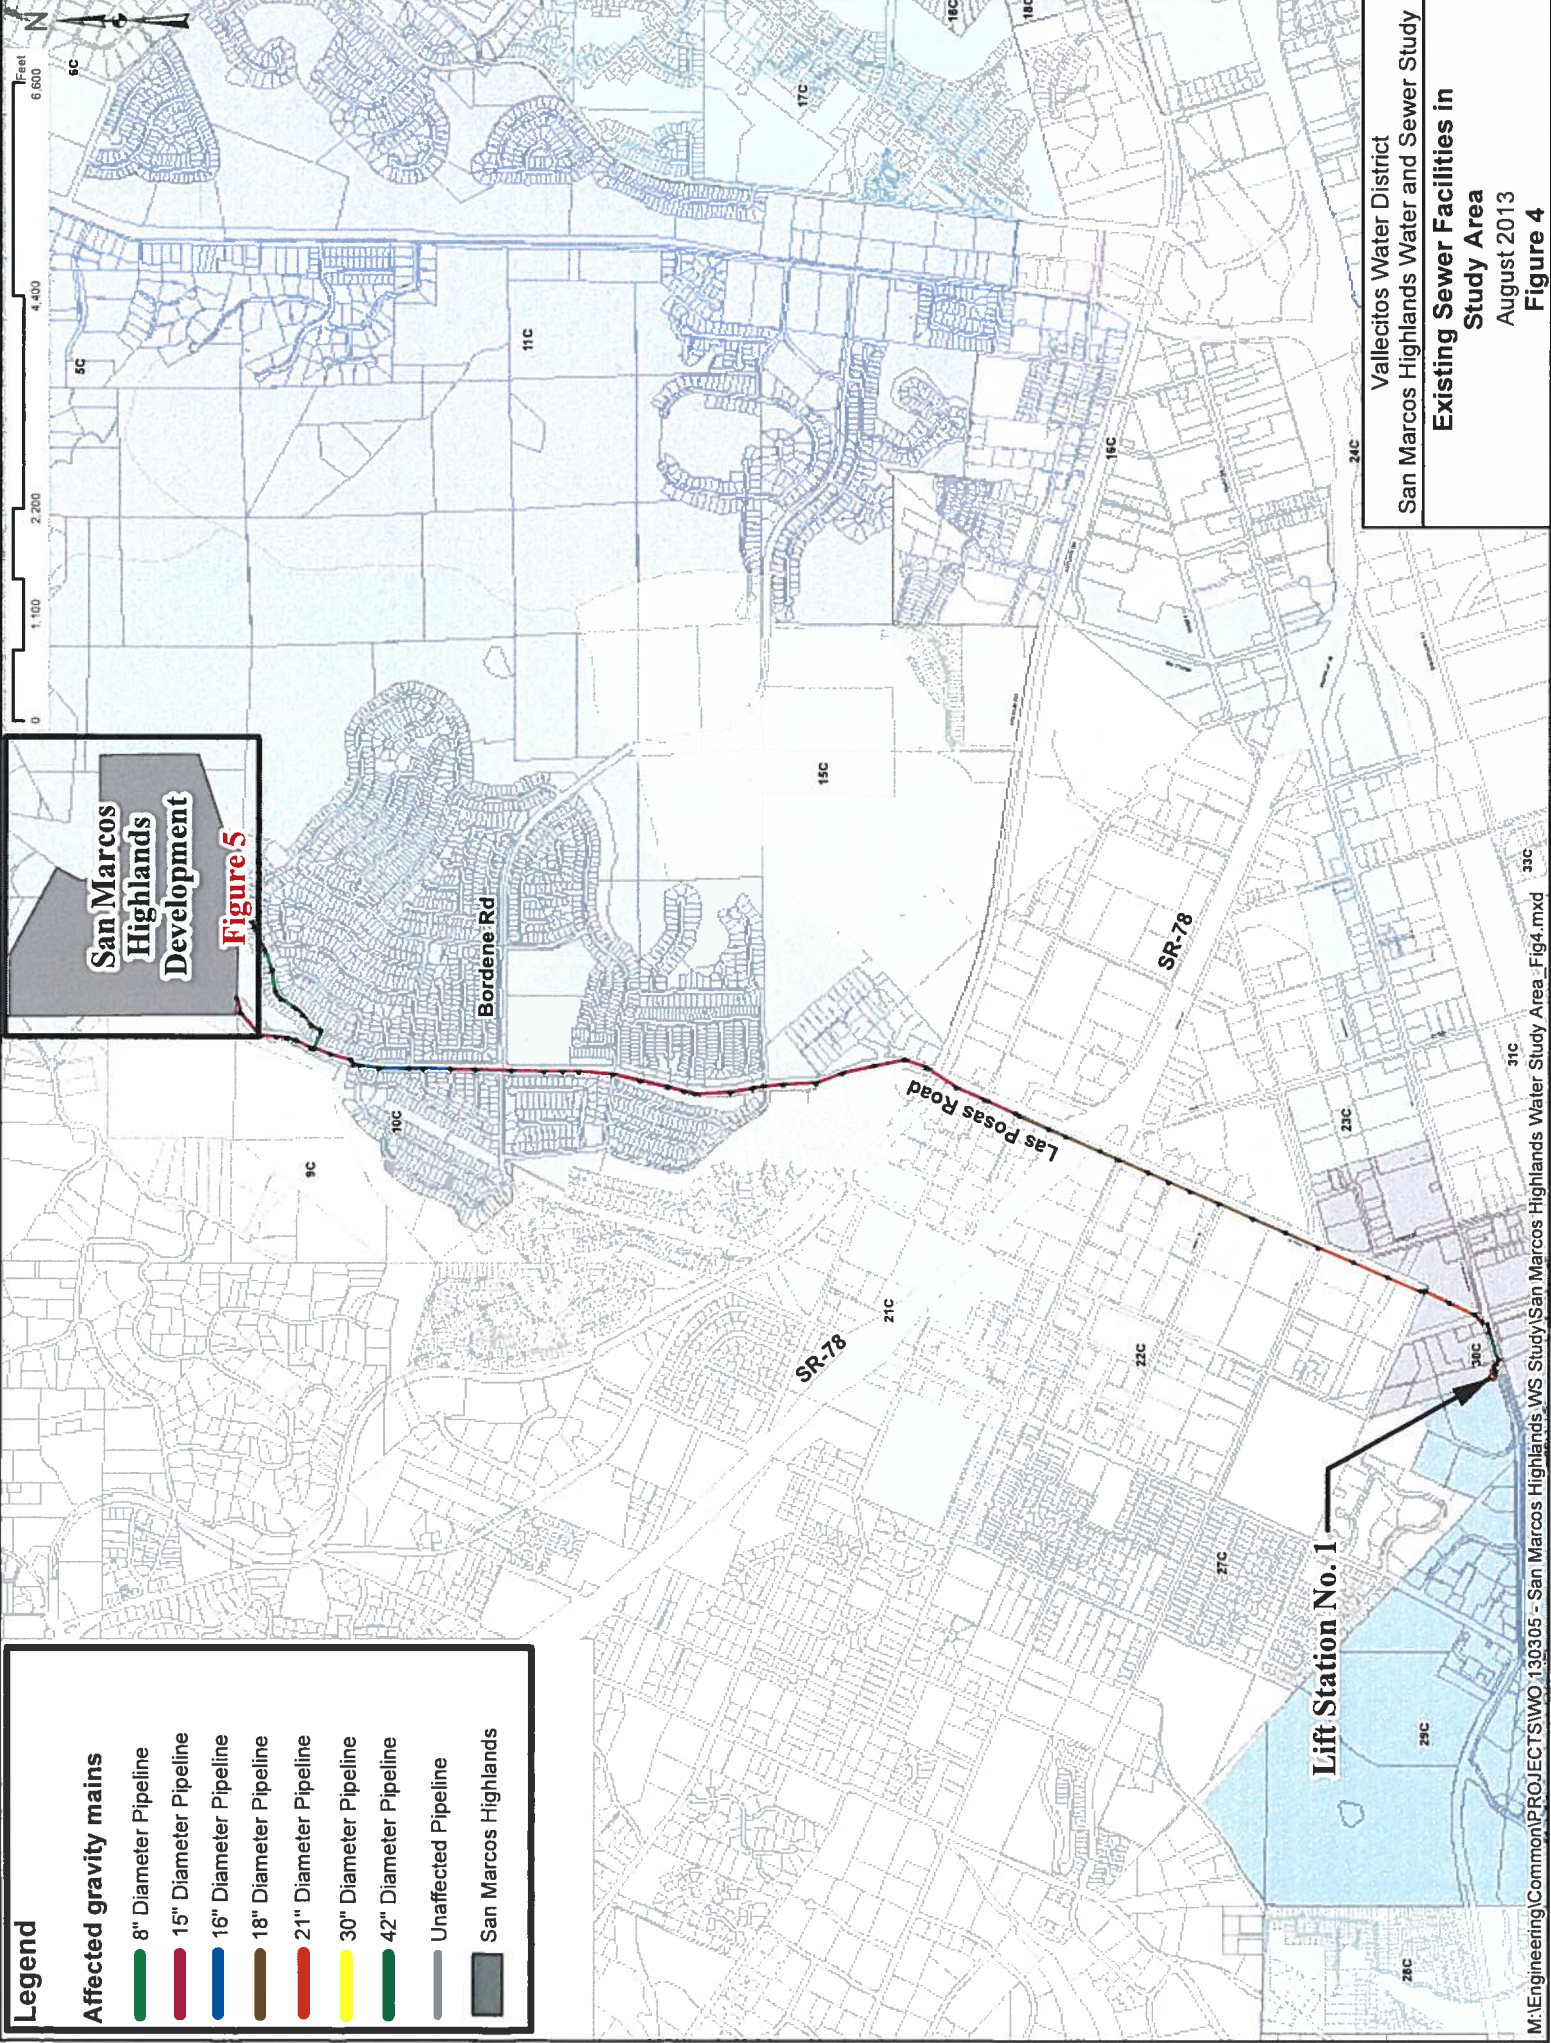 Legend
Affected gravity mains
8" Diameter Pipeline
15" Diameter Pipeline
16" Diameter Pipeline
18" Diameter Pipeline
21" Diameter Pipeline
30" Diameter Pipeline
42" Diameter Pipeline
Unaffected Pipeline
San Marcos Highlands
San Marcos
Highlands
Development
Figure 5
0
1,100
2,200
4,400
6,600
Feet
N
5C
6C
9C
10C
11C
Bordene Rd
15C
16C
17C
16C
18C
Las Posas Road
SR-78
SR-78
21C
22C
23C
24C
27C
28C
29C
30C
31C
33C
Lift Station No. 1
Vallecitos Water District
San Marcos Highlands Water and Sewer Study
Existing Sewer Facilities in
Study Area
August 2013
Figure 4
M:\Engineering\Common\PROJECTS\WO 130305 - San Marcos Highlands WS Study\San Marcos Highlands Water Study Area_Fig4.mxd